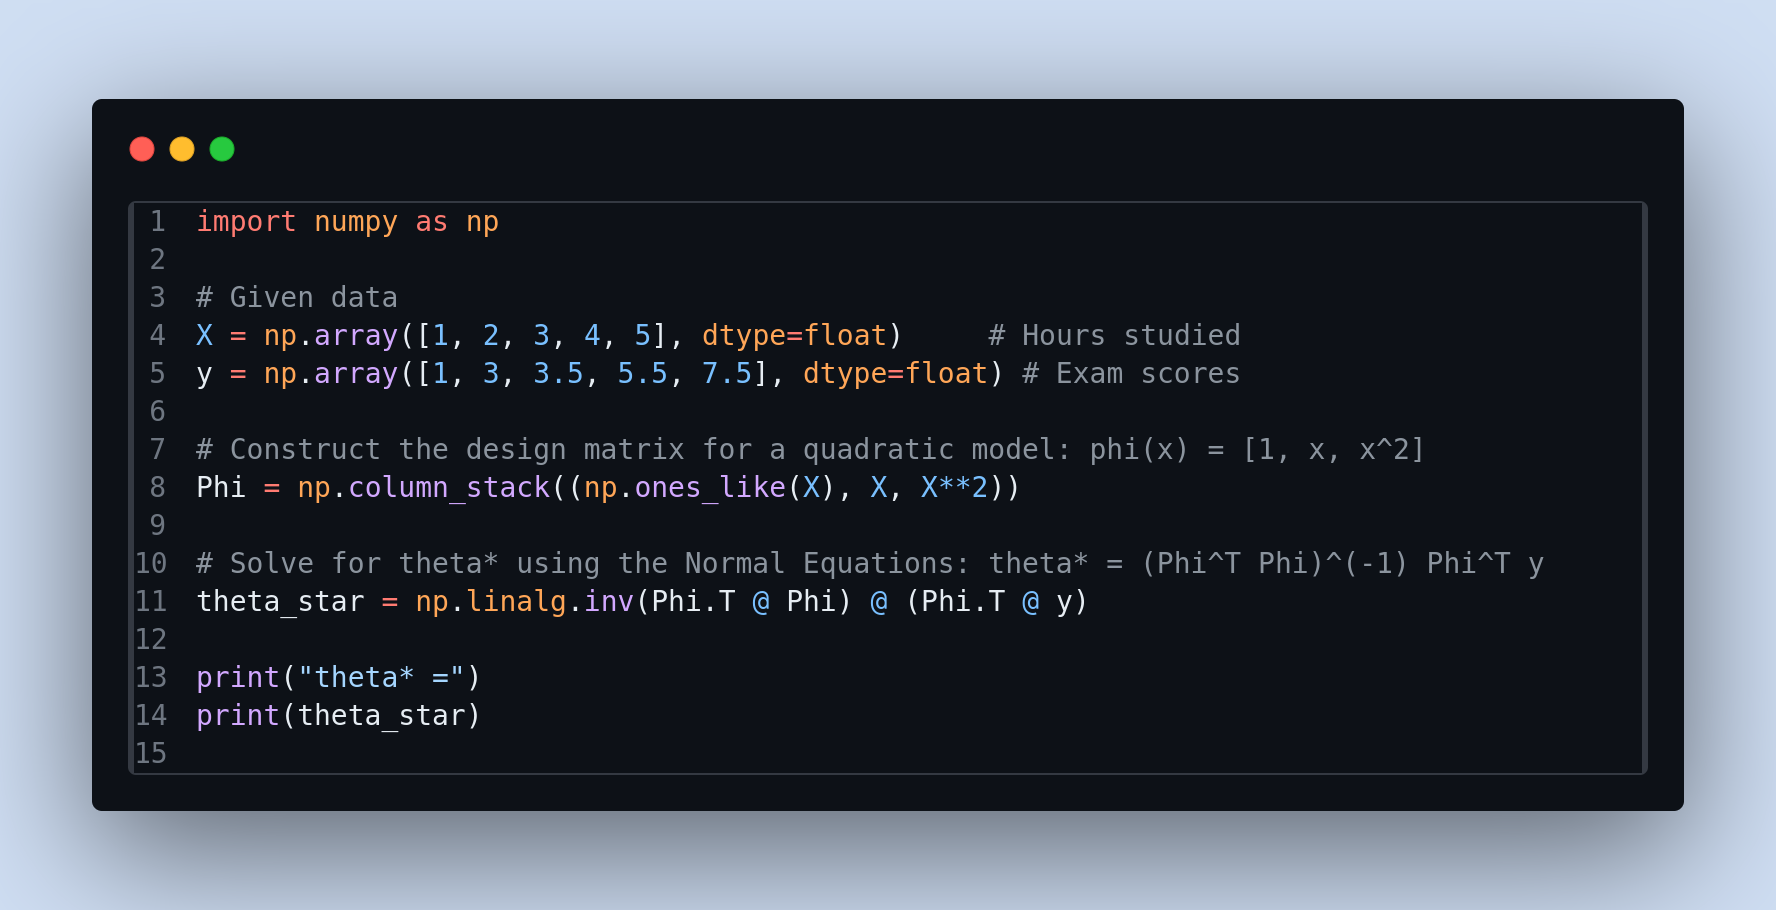 1 import numpy as np
2
3 # Given data
4 X = np.array([1, 2, 3, 4, 5], dtype=float)     # Hours studied
5 y = np.array([1, 3, 3.5, 5.5, 7.5], dtype=float) # Exam scores
6
7 # Construct the design matrix for a quadratic model: phi(x) = [1, x, x^2]
8 Phi = np.column_stack((np.ones_like(X), X, X**2))
9
10 # Solve for theta* using the Normal Equations: theta* = (Phi^T Phi)^(-1) Phi^T y
11 theta_star = np.linalg.inv(Phi.T @ Phi) @ (Phi.T @ y)
12
13 print("theta* =")
14 print(theta_star)
15